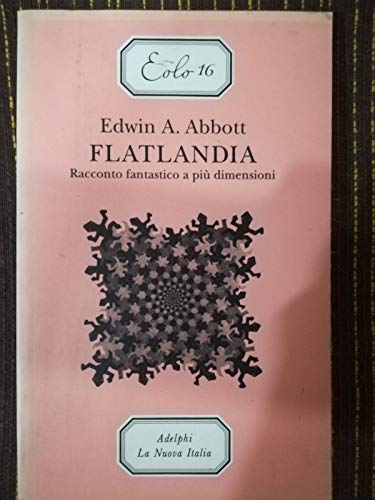 Eolo 16
Edwin A. Abbott
FLATLANDIA
Racconto fantastico a più dimensioni
Adelphi
La Nuova Italia